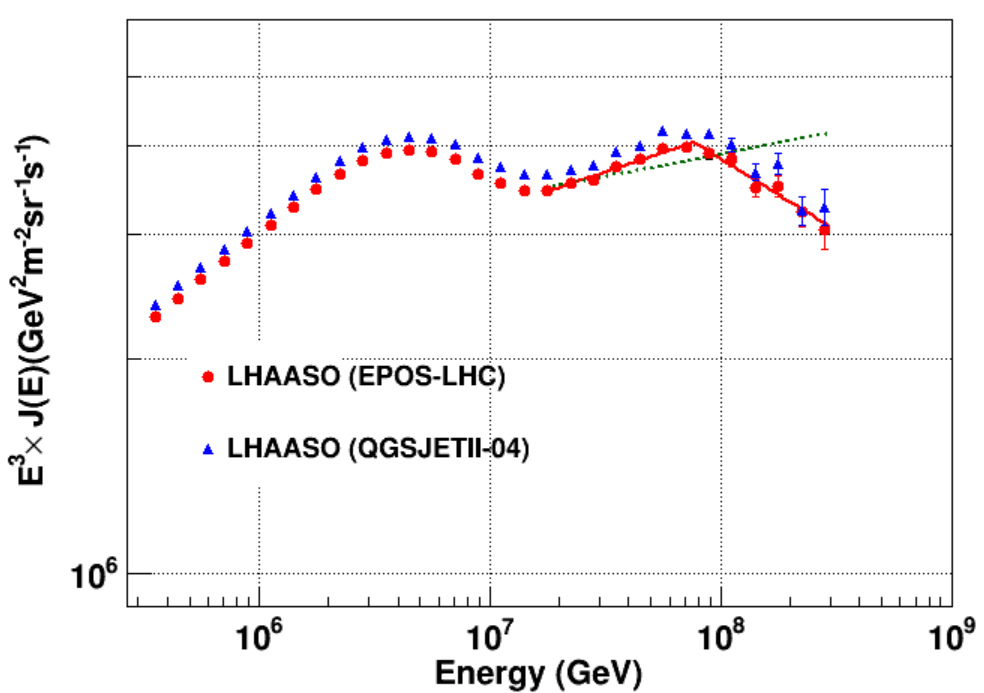 E³× J(E)(GeV²m⁻²sr⁻¹s⁻¹)
LHAASO (EPOS-LHC)
LHAASO (QGSJETII-04)
10⁶
10⁶ 10⁷ 10⁸ 10⁹
Energy (GeV)